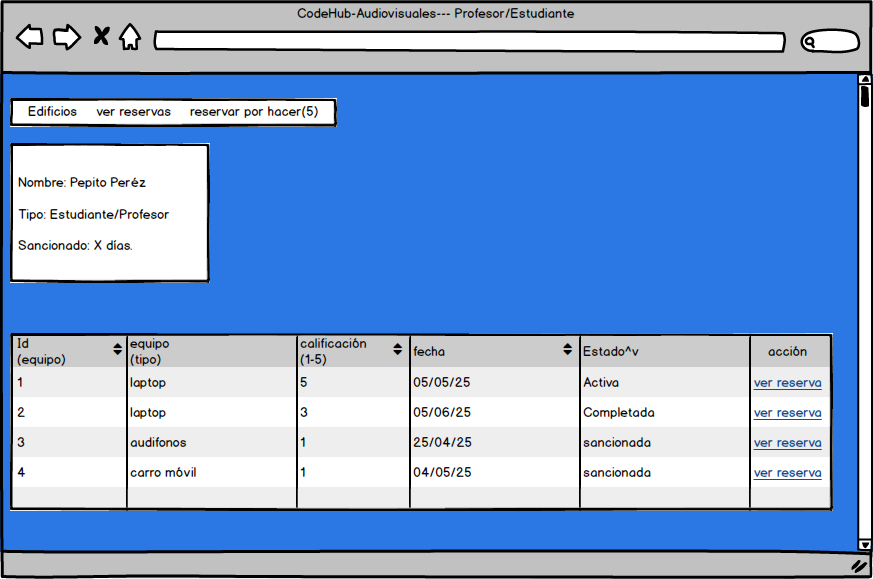 CodeHub-Audiovisuales--- Profesor/Estudiante
Edificios ver reservas reservar por hacer(5)
Nombre: Pepito Peréz
Tipo: Estudiante/Profesor
Sancionado: X días.
Id (equipo) equipo (tipo) calificación (1-5) fecha Estado^v acción
1 laptop 5 05/05/25 Activa ver reserva
2 laptop 3 05/06/25 Completada ver reserva
3 audifonos 1 25/04/25 sancionada ver reserva
4 carro móvil 1 04/05/25 sancionada ver reserva